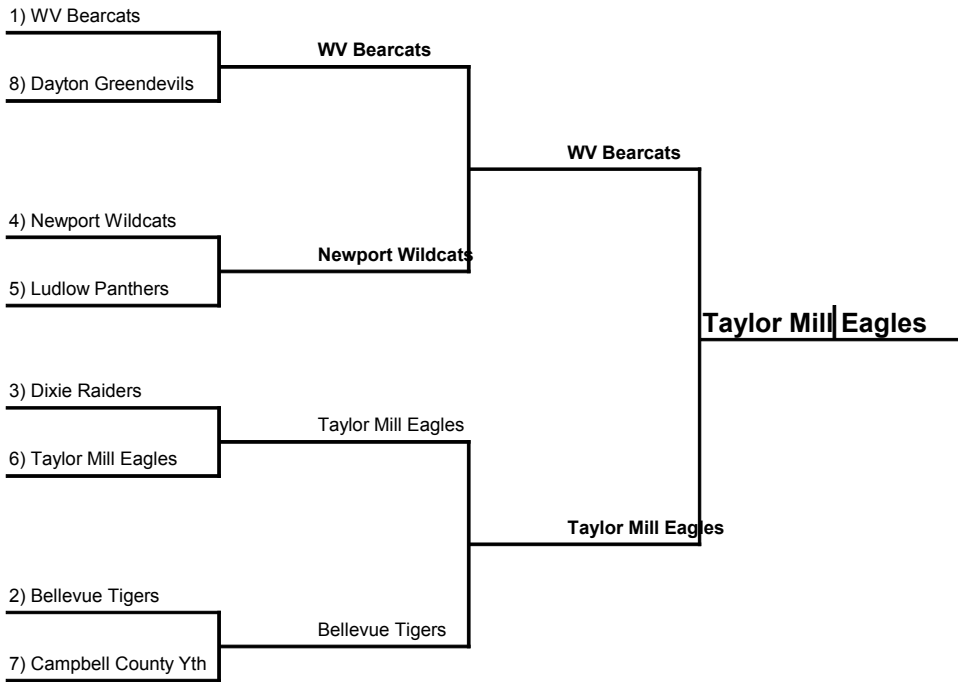 1) WV Bearcats
WV Bearcats
8) Dayton Greendevils
WV Bearcats
4) Newport Wildcats
Newport Wildcats
5) Ludlow Panthers
Taylor Mill Eagles
3) Dixie Raiders
Taylor Mill Eagles
6) Taylor Mill Eagles
Taylor Mill Eagles
2) Bellevue Tigers
Bellevue Tigers
7) Campbell County Yth